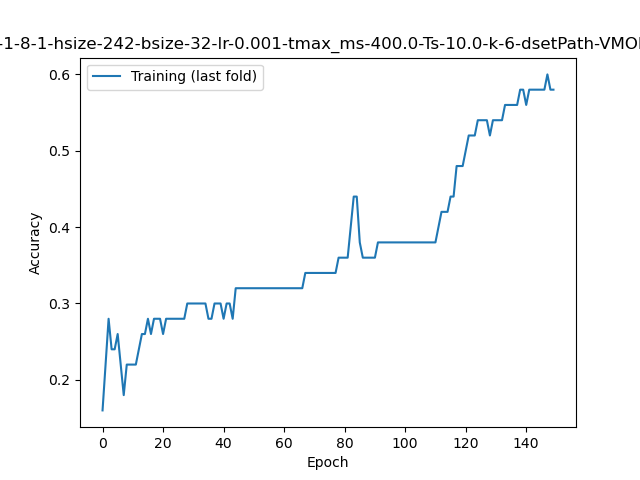 -1-8-1-hsize-242-bsize-32-lr-0.001-tmax_ms-400.0-Ts-10.0-k-6-dsetPath-VMO
Training (last fold)
0.6
0.5
0.4
0.3
0.2
Accuracy
0 20 40 60 80 100 120 140
Epoch